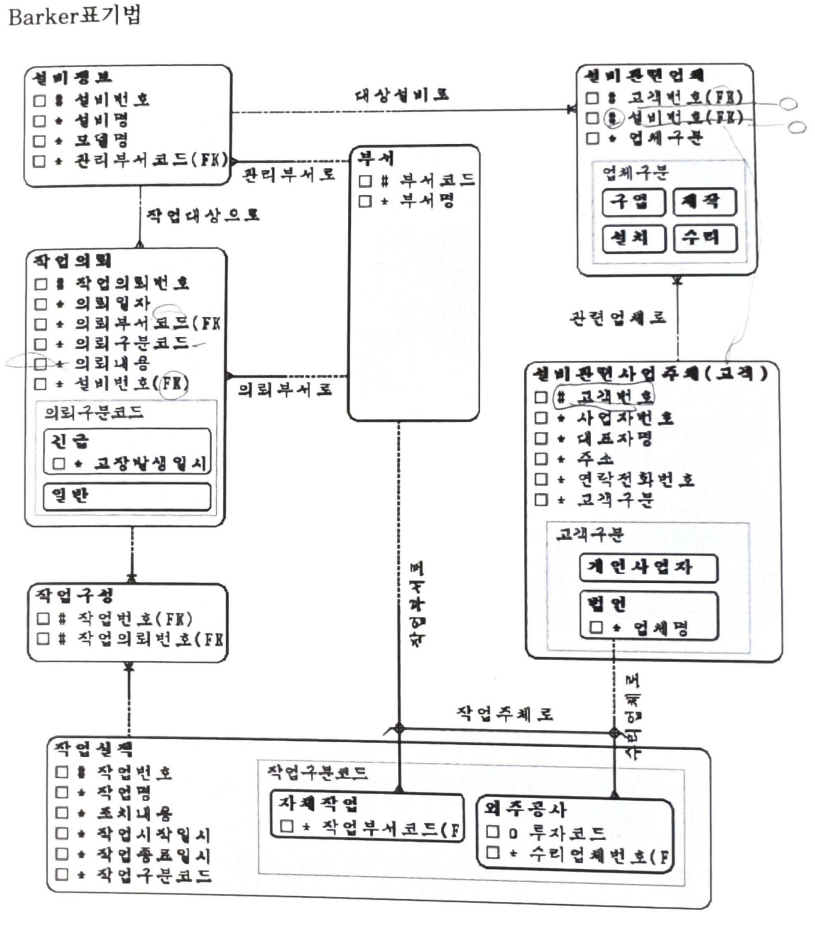 Barker표기법
설비정보
# 설비번호
* 설비명
* 모델명
* 관리부서코드(FK)
대상설비로
설비관련업체
# 고객번호(FK)
# 설비번호(FK)
* 업체구분
업체구분
구입
제작
설치
수리
관리부서로
부서
# 부서코드
* 부서명
작업대상으로
작업의뢰
# 작업의뢰번호
* 의뢰일자
* 의뢰부서코드(FK
* 의뢰구분코드
* 의뢰내용
* 설비번호(FK)
의뢰구분코드
긴급
* 고장발생일시
일반
의뢰부서로
관련업체로
설비관련사업주체(고객)
# 고객번호
* 사업자번호
* 대표자명
* 주소
* 연락전화번호
* 고객구분
고객구분
개인사업자
법인
* 업체명
작업구성
# 작업번호(FK)
# 작업의뢰번호(FK
작업부서로
작업주체로
수리업체로
작업실적
# 작업번호
* 작업명
* 조치내용
* 작업시작일시
* 작업종료일시
* 작업구분코드
작업구분코드
자체작업
* 작업부서코드(F
외주공사
o 투자코드
* 수리업체번호(F